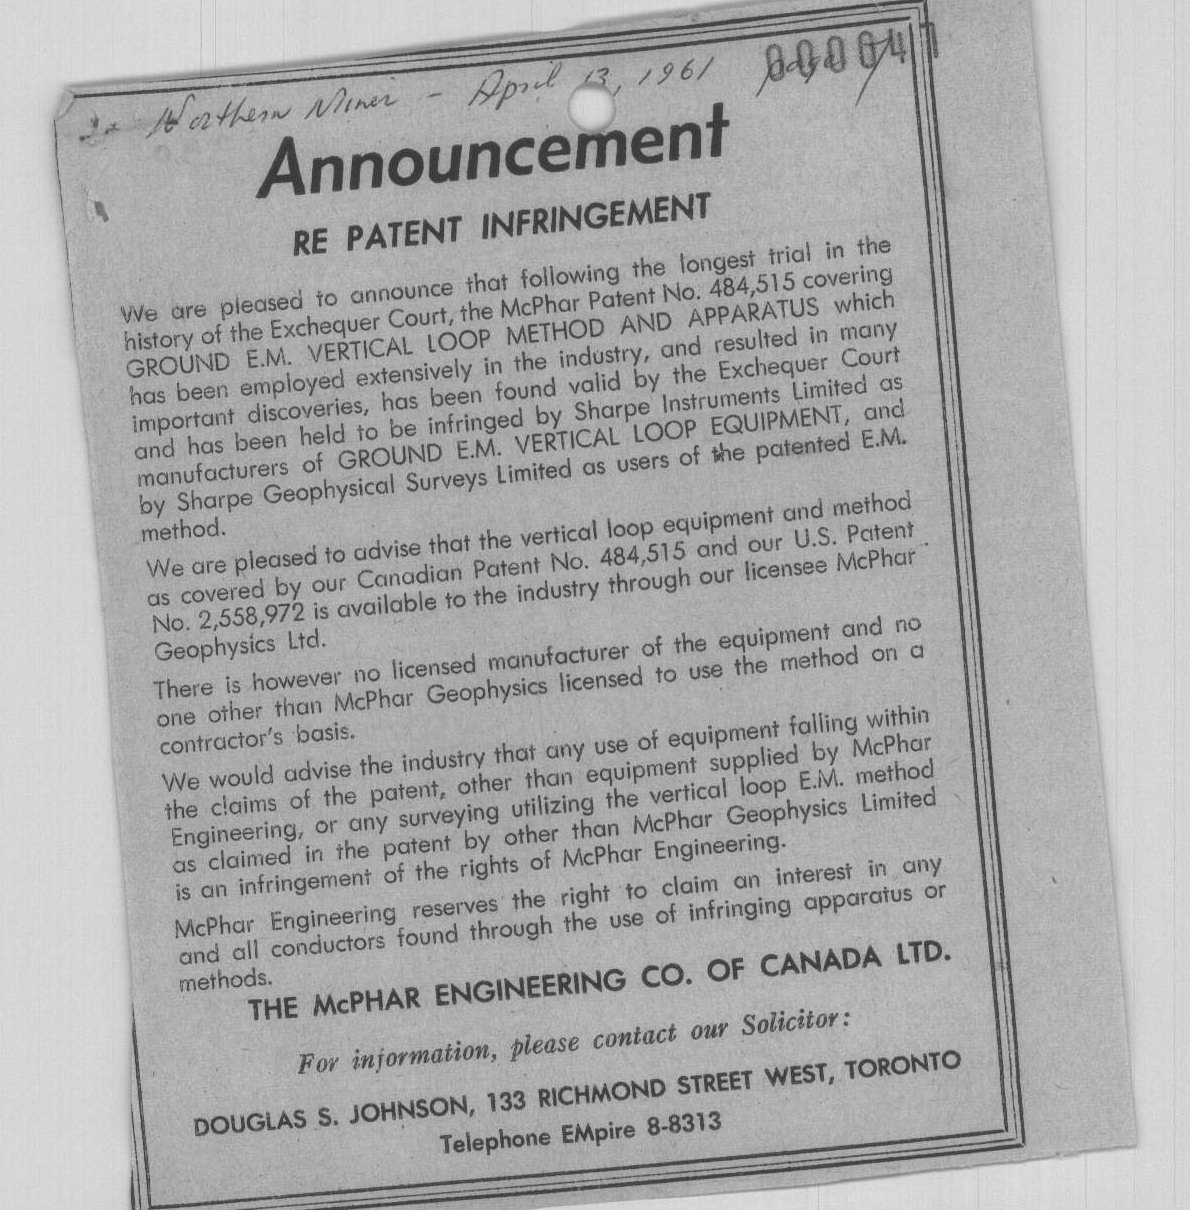 Northern Miner - April 13, 1961
000041
Announcement
RE PATENT INFRINGEMENT
We are pleased to announce that following the longest trial in the
history of the Exchequer Court, the McPhar Patent No. 484,515 covering
GROUND E.M. VERTICAL LOOP METHOD AND APPARATUS which
has been employed extensively in the industry, and resulted in many
important discoveries, has been found valid by the Exchequer Court
and has been held to be infringed by Sharpe Instruments Limited as
manufacturers of GROUND E.M. VERTICAL LOOP EQUIPMENT, and
by Sharpe Geophysical Surveys Limited as users of the patented E.M.
method.
We are pleased to advise that the vertical loop equipment and method
as covered by our Canadian Patent No. 484,515 and our U.S. Patent
No. 2,558,972 is available to the industry through our licensee McPhar
Geophysics Ltd.
There is however no licensed manufacturer of the equipment and no
one other than McPhar Geophysics licensed to use the method on a
contractor's basis.
We would advise the industry that any use of equipment falling within
the claims of the patent, other than equipment supplied by McPhar
Engineering, or any surveying utilizing the vertical loop E.M. method
as claimed in the patent by other than McPhar Geophysics Limited
is an infringement of the rights of McPhar Engineering.
McPhar Engineering reserves the right to claim an interest in any
and all conductors found through the use of infringing apparatus or
methods.
THE McPHAR ENGINEERING CO. OF CANADA LTD.
For information, please contact our Solicitor:
DOUGLAS S. JOHNSON, 133 RICHMOND STREET WEST, TORONTO
Telephone EMpire 8-8313